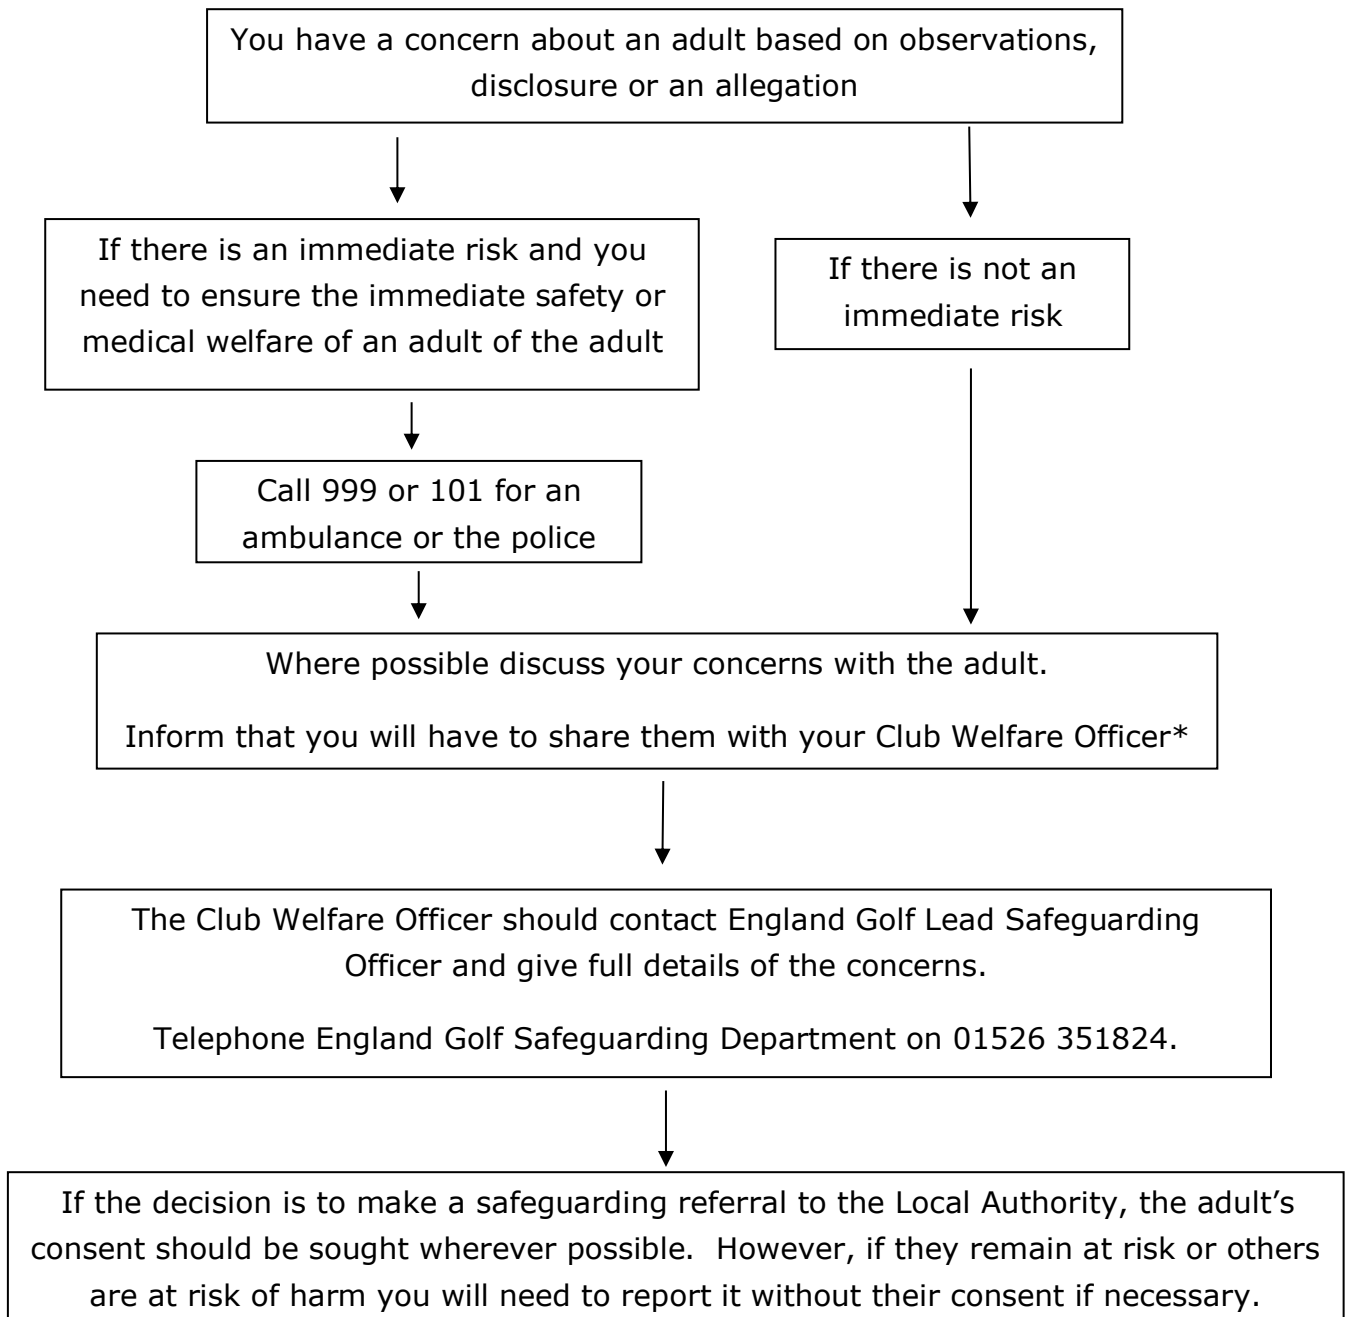 You have a concern about an adult based on observations,
disclosure or an allegation
If there is an immediate risk and you
need to ensure the immediate safety or
medical welfare of an adult of the adult
If there is not an
immediate risk
Call 999 or 101 for an
ambulance or the police
Where possible discuss your concerns with the adult.
Inform that you will have to share them with your Club Welfare Officer*
The Club Welfare Officer should contact England Golf Lead Safeguarding
Officer and give full details of the concerns.
Telephone England Golf Safeguarding Department on 01526 351824.
If the decision is to make a safeguarding referral to the Local Authority, the adult’s
consent should be sought wherever possible.  However, if they remain at risk or others
are at risk of harm you will need to report it without their consent if necessary.